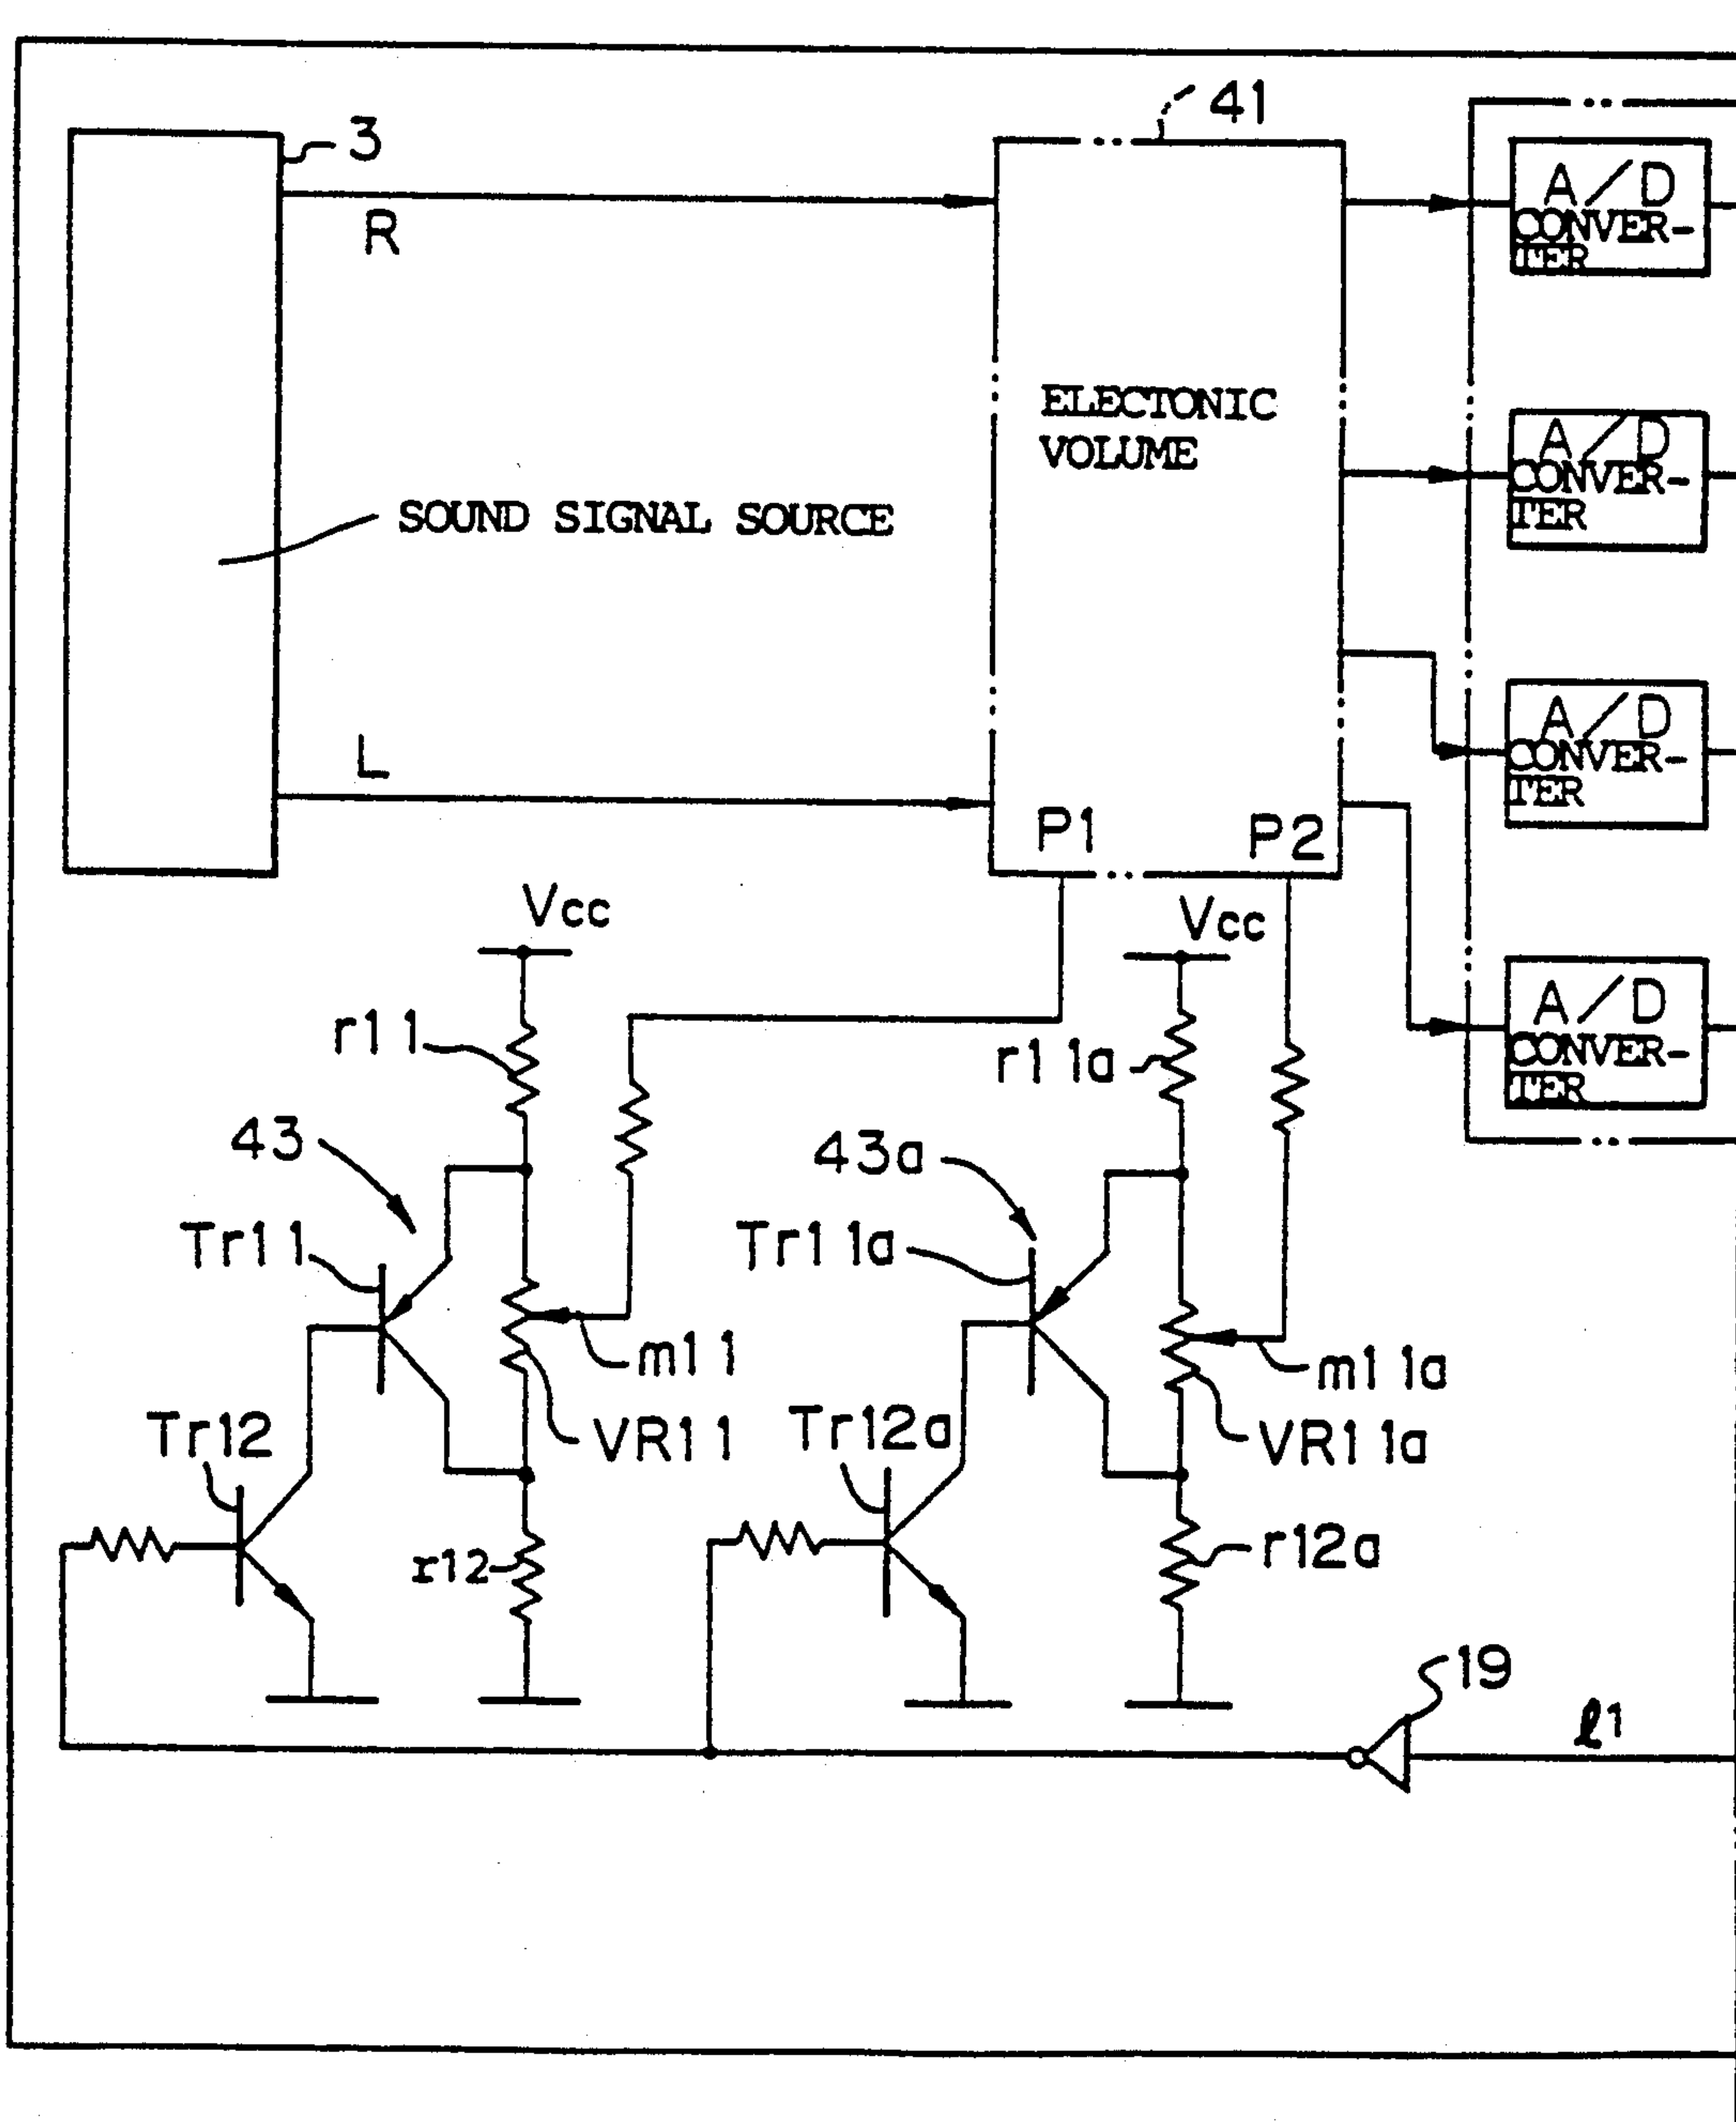 41
3
A/D
CONVER-
TER
R
ELECTONIC
VOLUME
A/D
CONVER-
TER
SOUND SIGNAL SOURCE
A/D
CONVER-
TER
L
P1
P2
Vcc
Vcc
A/D
CONVER-
TER
r11
r11a
43
43a
Tr11
Tr11a
m11
m11a
Tr12
VR11
Tr12a
VR11a
r12
r12a
19
ℓ1